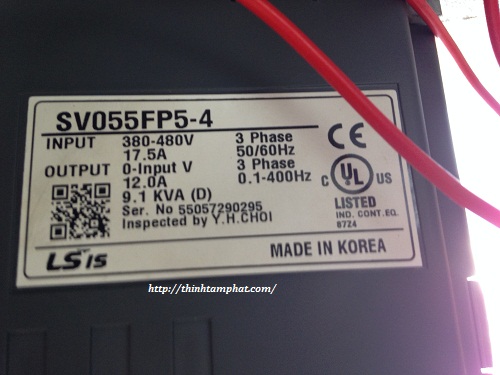 SV055FP5-4
INPUT 380-480V 3 Phase
17.5A 50/60Hz
OUTPUT 0-Input V 3 Phase
12.0A 0.1-400Hz
9.1 KVA (D)
Ser. No 55057290295
Inspected by Y.H.CHOI
CE
C UL US
LISTED
IND. CONT. EQ.
87Z4
LS IS
MADE IN KOREA
http://thinhtamphat.com/